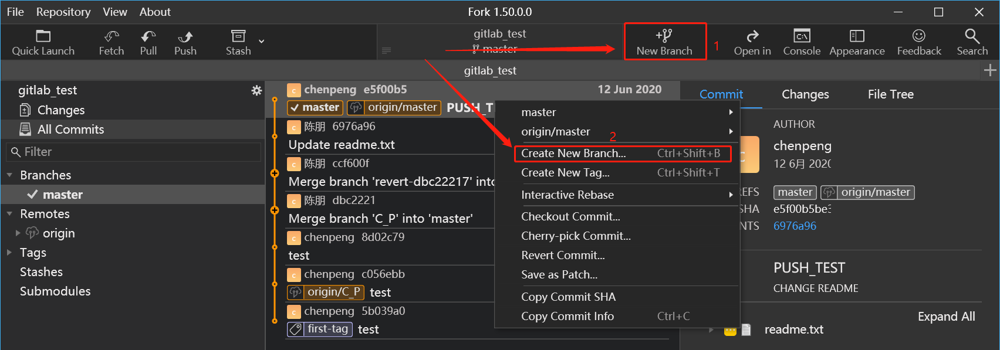 File Repository View About Fork 1.50.0.0
Quick Launch Fetch Pull Push Stash
gitlab_test
master
New Branch 1 Open in Console Appearance Feedback Search
gitlab_test
gitlab_test
Changes
All Commits
Filter
Branches
master
Remotes
origin
Tags
Stashes
Submodules
c chenpeng e5f00b5 12 Jun 2020
master origin/master PUSH_T
c 陈朋 6976a96
Update readme.txt
c 陈朋 ccf600f
Merge branch 'revert-dbc22217' into
c 陈朋 dbc2221
Merge branch 'C_P' into 'master'
c chenpeng 8d02c79
test
c chenpeng c056ebb
origin/C_P test
c chenpeng 5b039a0
first-tag test
master
origin/master
2
Create New Branch... Ctrl+Shift+B
Create New Tag... Ctrl+Shift+T
Interactive Rebase
Checkout Commit...
Cherry-pick Commit...
Revert Commit...
Save as Patch...
Copy Commit SHA
Copy Commit Info Ctrl+C
Commit Changes File Tree
AUTHOR
chenpeng
12 6月 202
EFS master origin/master
SHA e5f00b5be
NTS 6976a96
PUSH_TEST
CHANGE README
Expand All
readme.txt